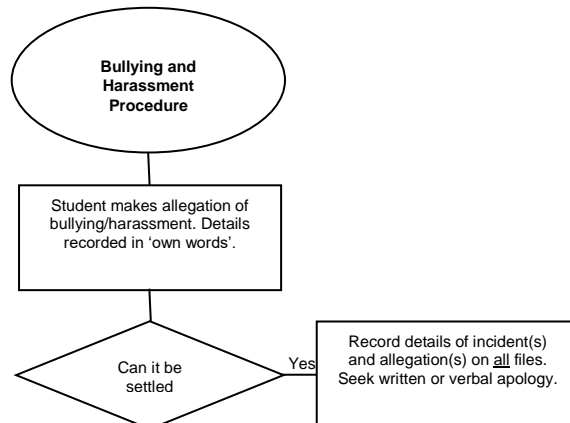 Bullying and
Harassment
Procedure
Student makes allegation of
bullying/harassment. Details
recorded in ‘own words’.
Can it be
settled
Yes
Record details of incident(s)
and allegation(s) on all files.
Seek written or verbal apology.